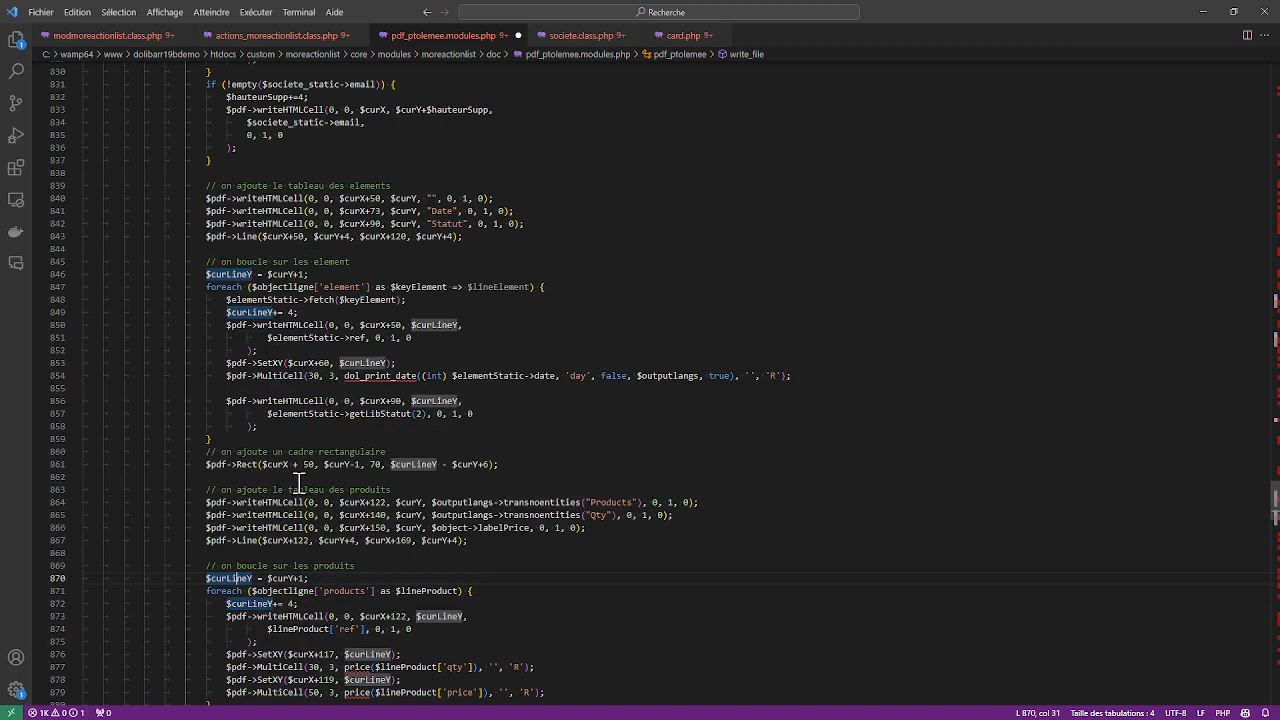 Fichier Edition Sélection Affichage Atteindre Exécuter Terminal Aide Recherche
modmoreactionlist.class.php 9+ actions_moreactionlist.class.php 9+ pdf_ptolemee.modules.php 9+ societe.class.php 9+ card.php 9+
C: > wamp64 > www > dolibarr19bdemo > htdocs > custom > moreactionlist > core > modules > moreactionlist > doc > pdf_ptolemee.modules.php > pdf_ptolemee > write_file
830 }
831 if (!empty($societe_static->email)) {
832 $hauteurSupp+=4;
833 $pdf->writeHTMLCell(0, 0, $curX, $curY+$hauteurSupp,
834 $societe_static->email,
835 0, 1, 0
836 );
837 }
838
839 // on ajoute le tableau des elements
840 $pdf->writeHTMLCell(0, 0, $curX+50, $curY, "", 0, 1, 0);
841 $pdf->writeHTMLCell(0, 0, $curX+73, $curY, "Date", 0, 1, 0);
842 $pdf->writeHTMLCell(0, 0, $curX+90, $curY, "Statut", 0, 1, 0);
843 $pdf->Line($curX+50, $curY+4, $curX+120, $curY+4);
844
845 // on boucle sur les element
846 $curLineY = $curY+1;
847 foreach ($objectligne['element'] as $keyElement => $lineElement) {
848 $elementStatic->fetch($keyElement);
849 $curLineY+= 4;
850 $pdf->writeHTMLCell(0, 0, $curX+50, $curLineY,
851 $elementStatic->ref, 0, 1, 0
852 );
853 $pdf->SetXY($curX+60, $curLineY);
854 $pdf->MultiCell(30, 3, dol_print_date((int) $elementStatic->date, 'day', false, $outputlangs, true), '', 'R');
855
856 $pdf->writeHTMLCell(0, 0, $curX+90, $curLineY,
857 $elementStatic->getLibStatut(2), 0, 1, 0
858 );
859 }
860 // on ajoute un cadre rectangulaire
861 $pdf->Rect($curX + 50, $curY-1, 70, $curLineY - $curY+6);
862
863 // on ajoute le tableau des produits
864 $pdf->writeHTMLCell(0, 0, $curX+122, $curY, $outputlangs->transnoentities("Products"), 0, 1, 0);
865 $pdf->writeHTMLCell(0, 0, $curX+140, $curY, $outputlangs->transnoentities("Qty"), 0, 1, 0);
866 $pdf->writeHTMLCell(0, 0, $curX+150, $curY, $object->labelPrice, 0, 1, 0);
867 $pdf->Line($curX+122, $curY+4, $curX+169, $curY+4);
868
869 // on boucle sur les produits
870 $curLineY = $curY+1;
871 foreach ($objectligne['products'] as $lineProduct) {
872 $curLineY+= 4;
873 $pdf->writeHTMLCell(0, 0, $curX+122, $curLineY,
874 $lineProduct['ref'], 0, 1, 0
875 );
876 $pdf->SetXY($curX+117, $curLineY);
877 $pdf->MultiCell(30, 3, price($lineProduct['qty']), '', 'R');
878 $pdf->SetXY($curX+119, $curLineY);
879 $pdf->MultiCell(50, 3, price($lineProduct['price']), '', 'R');
1K 0 1 0 L 870, col 31 Taille des tabulations : 4 UTF-8 LF PHP